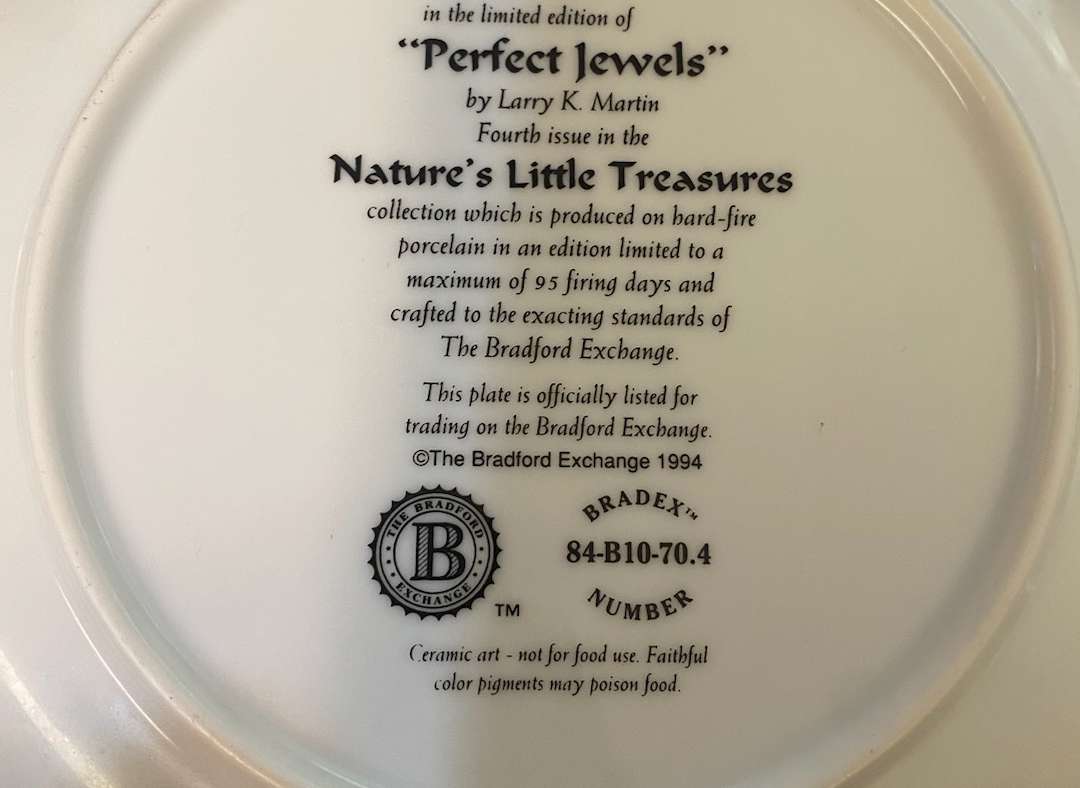 in the limited edition of
“Perfect Jewels”
by Larry K. Martin
Fourth issue in the
Nature’s Little Treasures
collection which is produced on hard-fire
porcelain in an edition limited to a
maximum of 95 firing days and
crafted to the exacting standards of
The Bradford Exchange.
This plate is officially listed for
trading on the Bradford Exchange.
©The Bradford Exchange 1994
THE BRADFORD
B
EXCHANGE
TM
BRADEX™
84-B10-70.4
NUMBER
Ceramic art - not for food use. Faithful
color pigments may poison food.